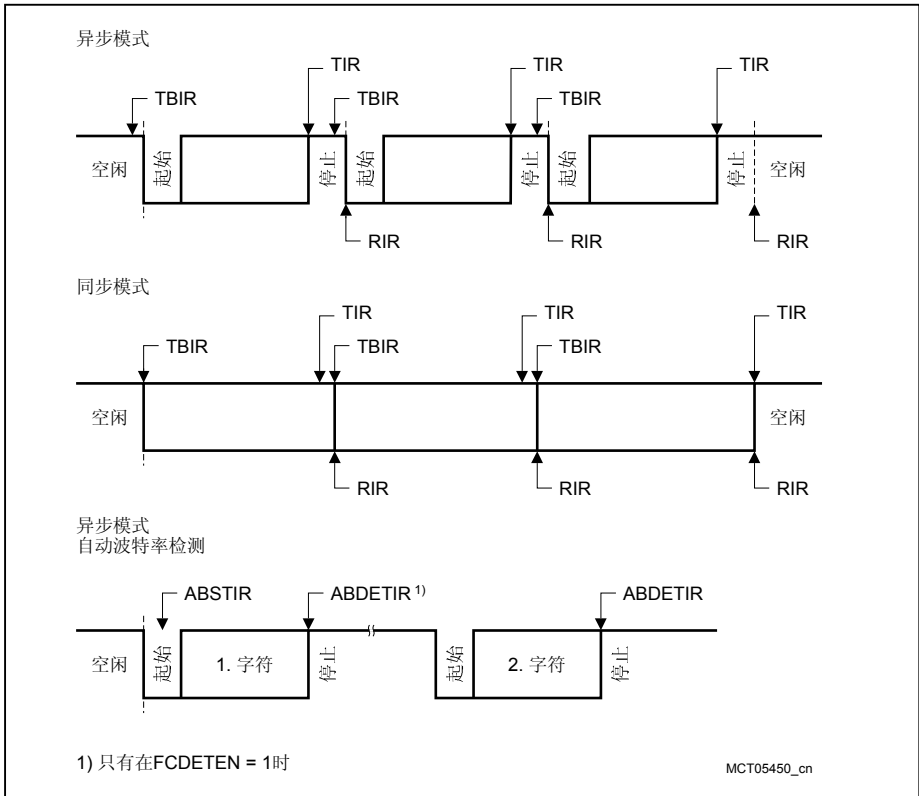 异步模式
TIR TIR TIR
TBIR TBIR TBIR
空闲 起始 停止 起始 停止 起始 停止 空闲
RIR RIR RIR
同步模式
TIR TIR TIR
TBIR TBIR TBIR
空闲 空闲
RIR RIR RIR
异步模式
自动波特率检测
ABSTIR ABDETIR 1) ABDETIR
空闲 起始 1. 字符 停止 起始 2. 字符 停止
1) 只有在FCDETEN = 1时
MCT05450_cn